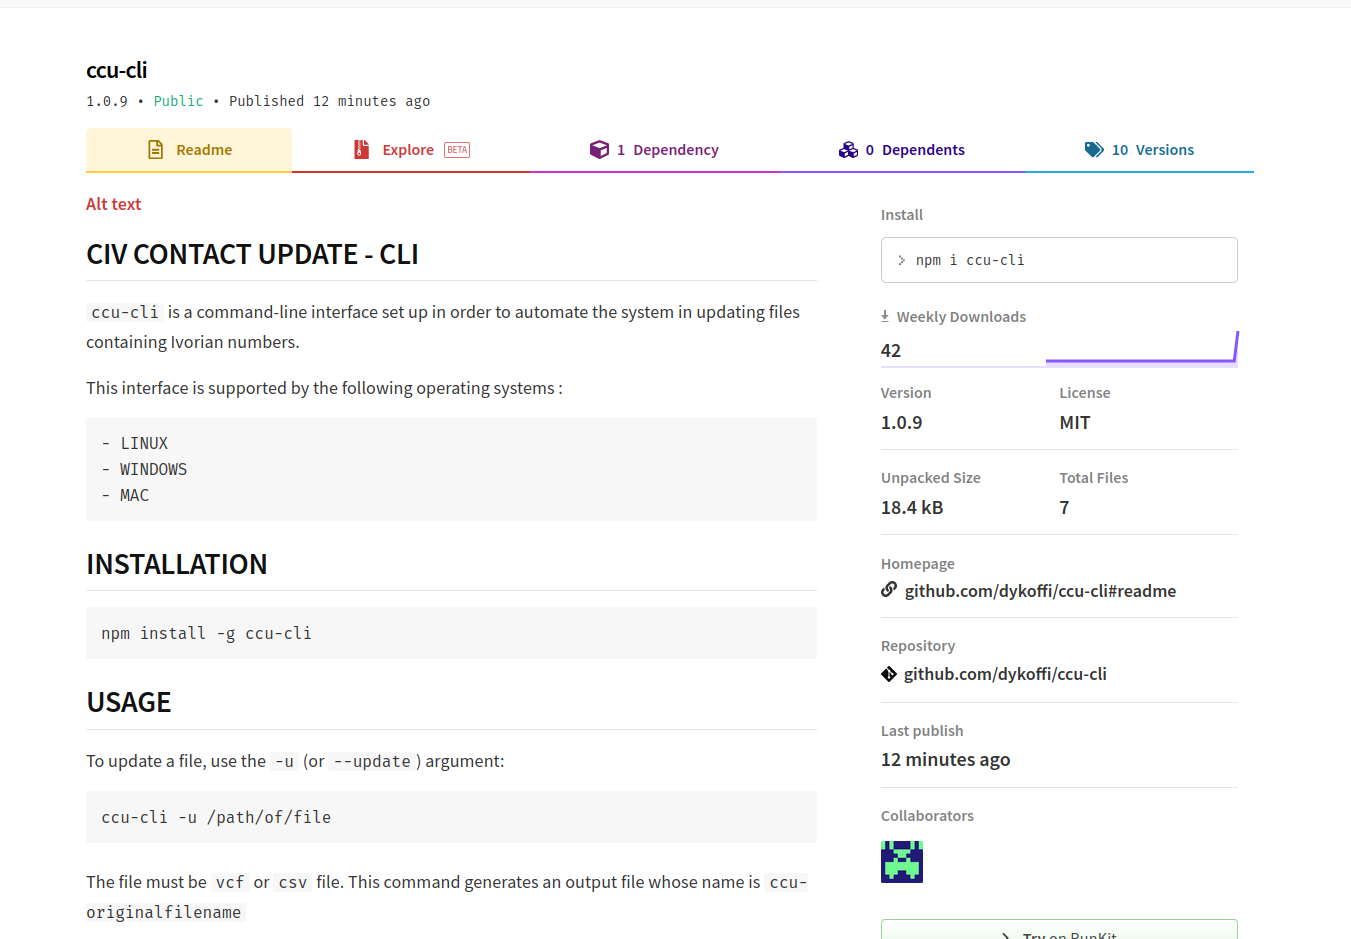 ccu-cli
1.0.9 • Public • Published 12 minutes ago
Readme
Explore BETA
1 Dependency
0 Dependents
10 Versions
Alt text
CIV CONTACT UPDATE - CLI
ccu-cli is a command-line interface set up in order to automate the system in updating files
containing Ivorian numbers.
This interface is supported by the following operating systems :
- LINUX
- WINDOWS
- MAC
INSTALLATION
npm install -g ccu-cli
USAGE
To update a file, use the -u (or --update ) argument:
ccu-cli -u /path/of/file
The file must be vcf or csv file. This command generates an output file whose name is ccu-
originalfilename
Install
> npm i ccu-cli
Weekly Downloads
42
Version
1.0.9
License
MIT
Unpacked Size
18.4 kB
Total Files
7
Homepage
github.com/dykoffi/ccu-cli#readme
Repository
github.com/dykoffi/ccu-cli
Last publish
12 minutes ago
Collaborators
Try on RunKit